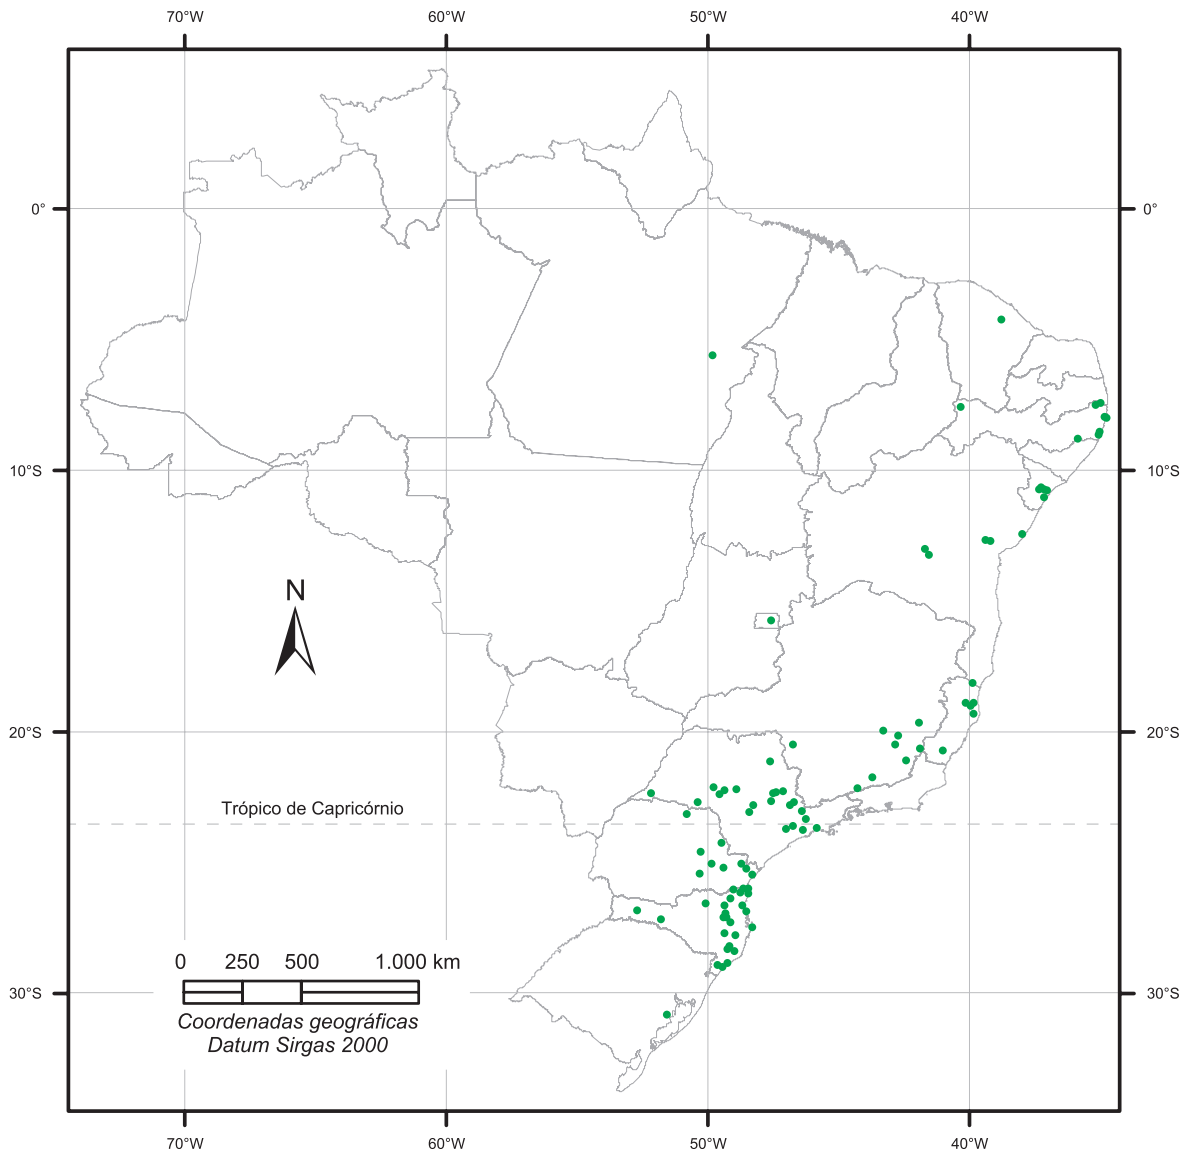 70°W 60°W 50°W 40°W
0° 0°
10°S 10°S
N
20°S 20°S
Trópico de Capricórnio
0 250 500 1.000 km
30°S 30°S
Coordenadas geográficas
Datum Sirgas 2000
70°W 60°W 50°W 40°W